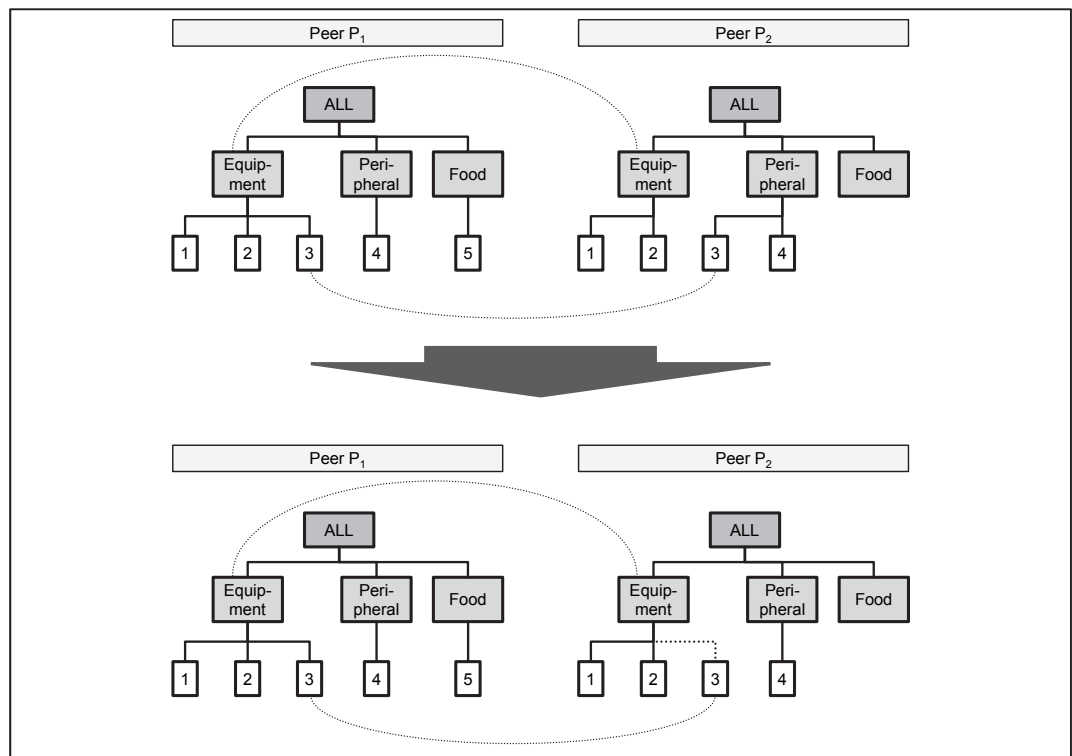 Peer P₁ Peer P₂
ALL ALL
Equip-
ment Peri-
pheral Food Equip-
ment Peri-
pheral Food
1 2 3 4 5 1 2 3 4
Peer P₁ Peer P₂
ALL ALL
Equip-
ment Peri-
pheral Food Equip-
ment Peri-
pheral Food
1 2 3 4 5 1 2 3 4